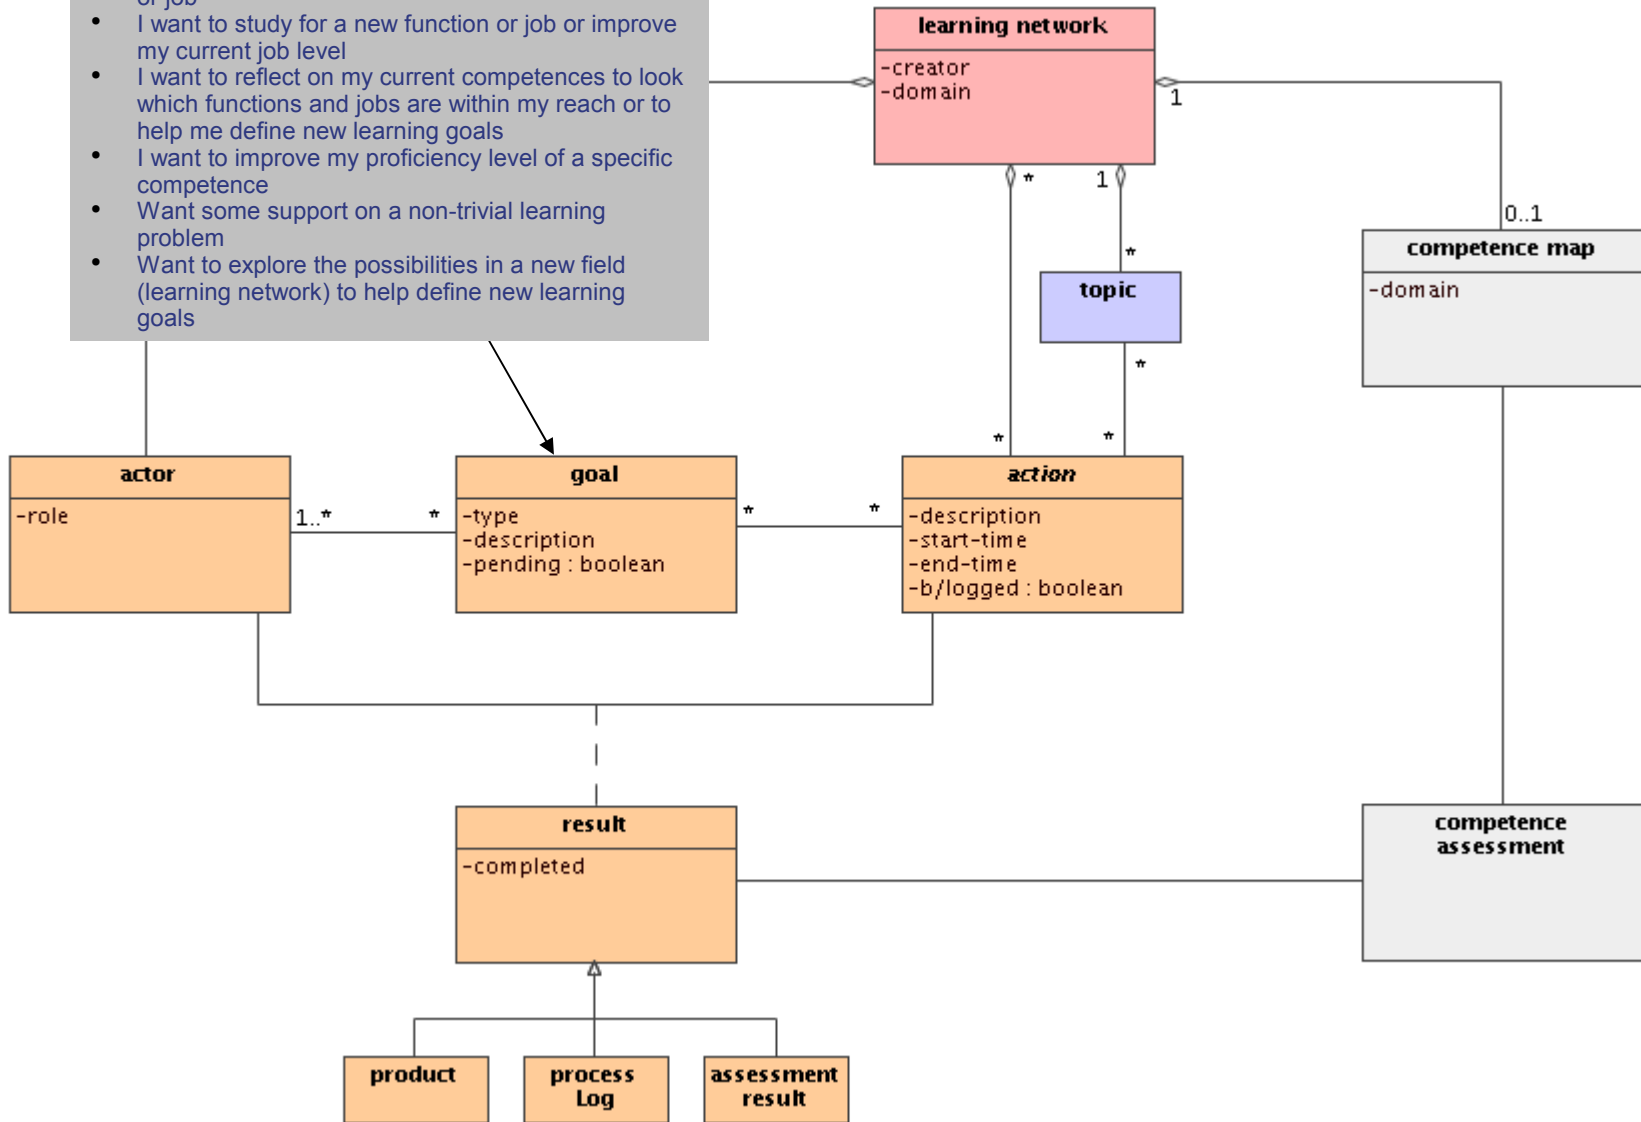 or job
• I want to study for a new function or job or improve
my current job level
• I want to reflect on my current competences to look
which functions and jobs are within my reach or to
help me define new learning goals
• I want to improve my proficiency level of a specific
competence
• Want some support on a non-trivial learning
problem
• Want to explore the possibilities in a new field
(learning network) to help define new learning
goals
learning network
-creator
-domain
1
*
1
0..1
*
competence map
-domain
topic
*
*
*
actor
-role
1..*
*
goal
-type
-description
-pending : boolean
*
*
action
-description
-start-time
-end-time
-b/logged : boolean
result
-completed
competence
assessment
product
process
Log
assessment
result